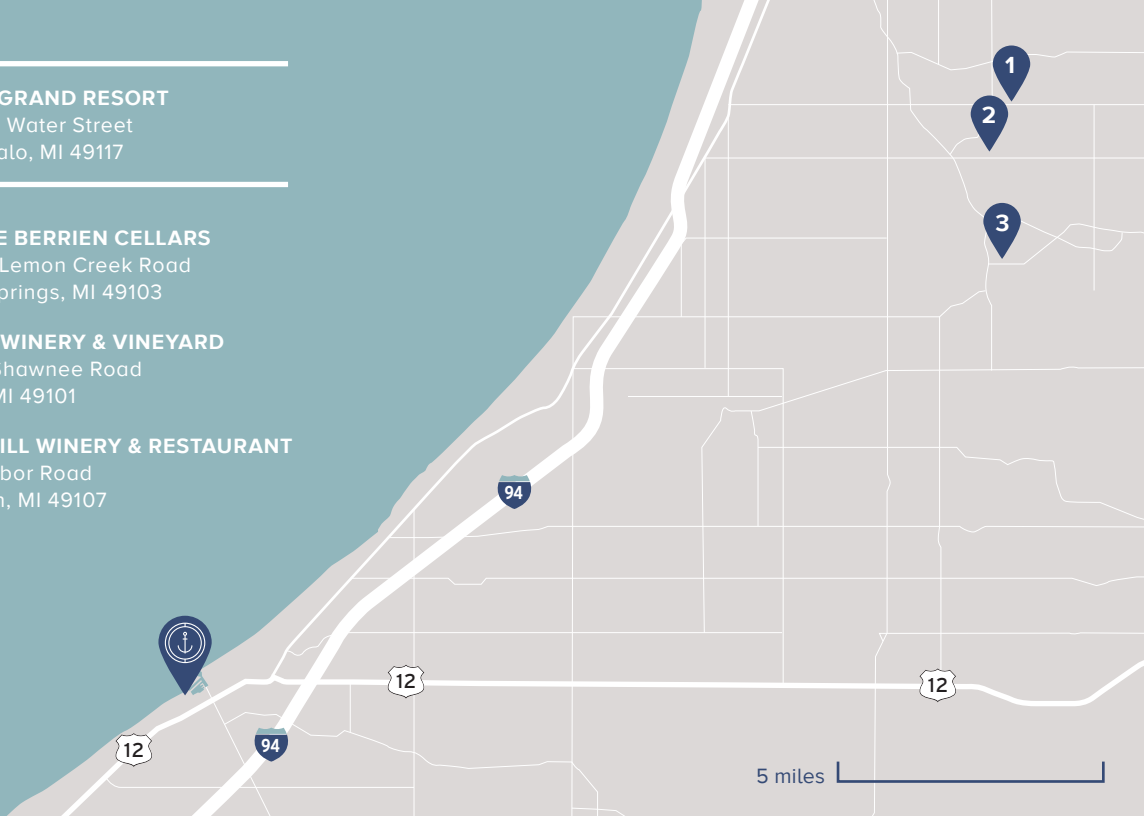 GRAND RESORT
Water Street
alo, MI 49117
E BERRIEN CELLARS
Lemon Creek Road
prings, MI 49103
WINERY & VINEYARD
Shawnee Road
MI 49101
ILL WINERY & RESTAURANT
bor Road
n, MI 49107
1
2
3
94
12
12
12
94
5 miles